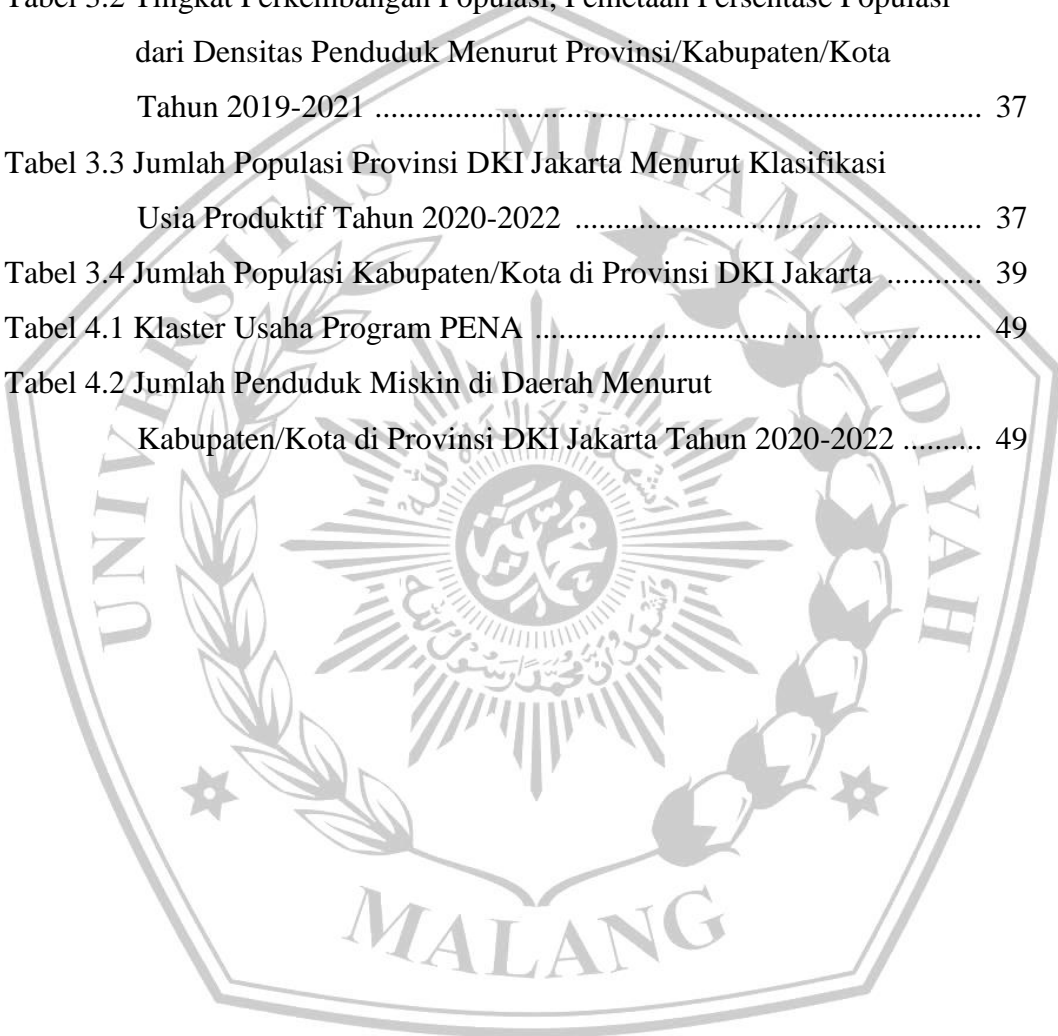 Tabel 3.2 Tingkat Perkembangan Populasi, Pemetaan Persentase Populasi
dari Densitas Penduduk Menurut Provinsi/Kabupaten/Kota
Tahun 2019-2021 ................................................................................ 37
Tabel 3.3 Jumlah Populasi Provinsi DKI Jakarta Menurut Klasifikasi
Usia Produktif Tahun 2020-2022 ...................................................... 37
Tabel 3.4 Jumlah Populasi Kabupaten/Kota di Provinsi DKI Jakarta ............ 39
Tabel 4.1 Klaster Usaha Program PENA ........................................................... 49
Tabel 4.2 Jumlah Penduduk Miskin di Daerah Menurut
Kabupaten/Kota di Provinsi DKI Jakarta Tahun 2020-2022 .......... 49
UNIVERSITAS MUHAMMADIYAH
MALANG